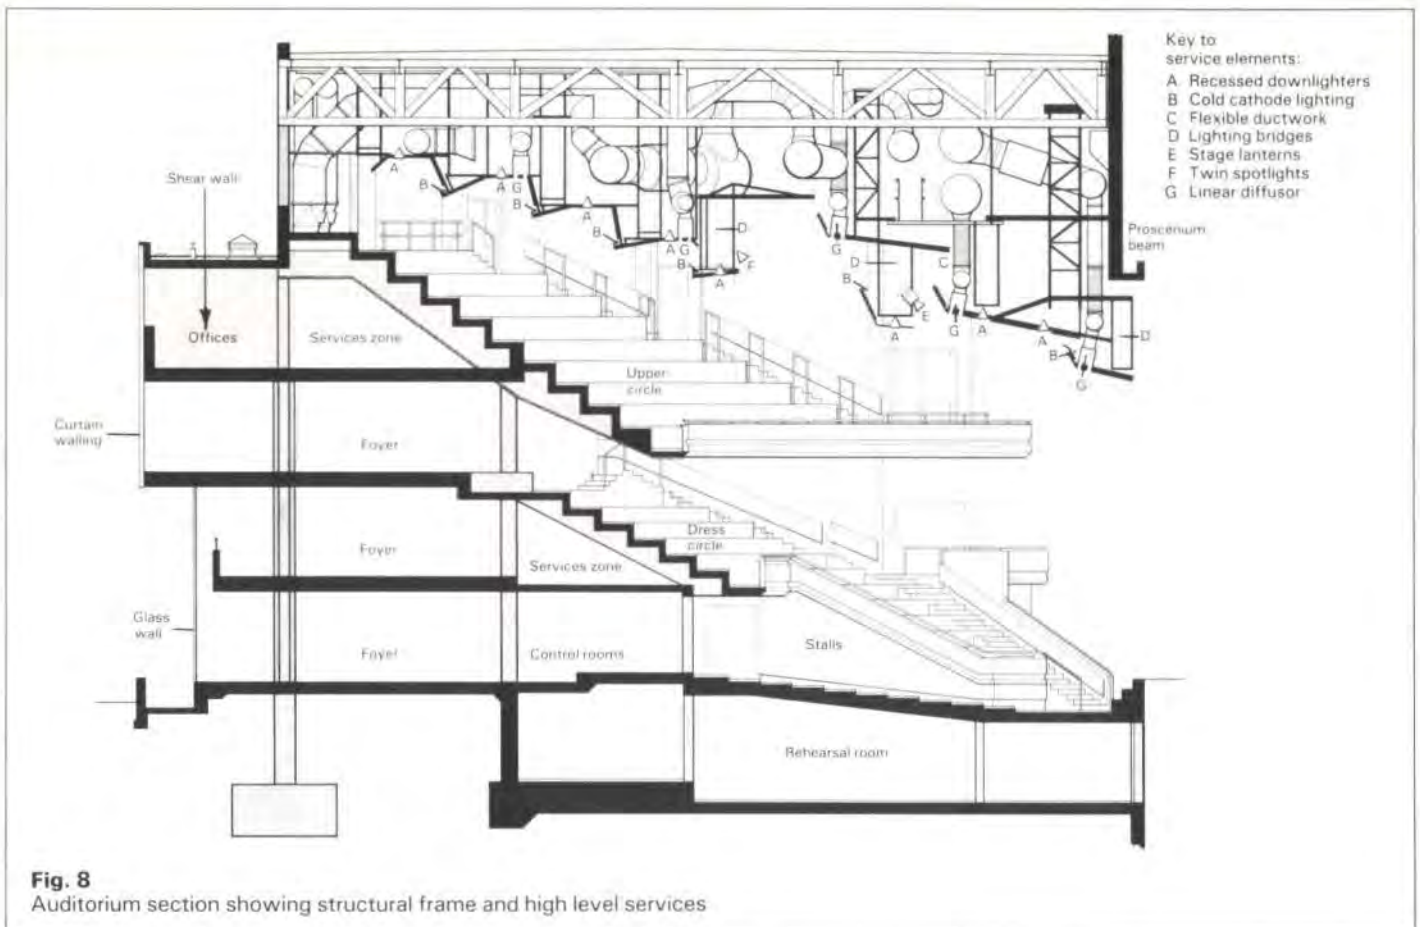 Key to
service elements:
A Recessed downlighters
B Cold cathode lighting
C Flexible ductwork
D Lighting bridges
E Stage lanterns
F Twin spotlights
G Linear diffusor
Shear wall
Proscenium
beam
A
B
A
G
B
A
B
A
G
B
A
D
F
G
D
B
A
E
C
G
A
A
B
G
D
Offices
Services zone
Upper
circle
Curtain
walling
Foyer
Foyer
Dress
circle
Services zone
Glass
wall
Foyer
Control rooms
Stalls
Rehearsal room
Fig. 8
Auditorium section showing structural frame and high level services